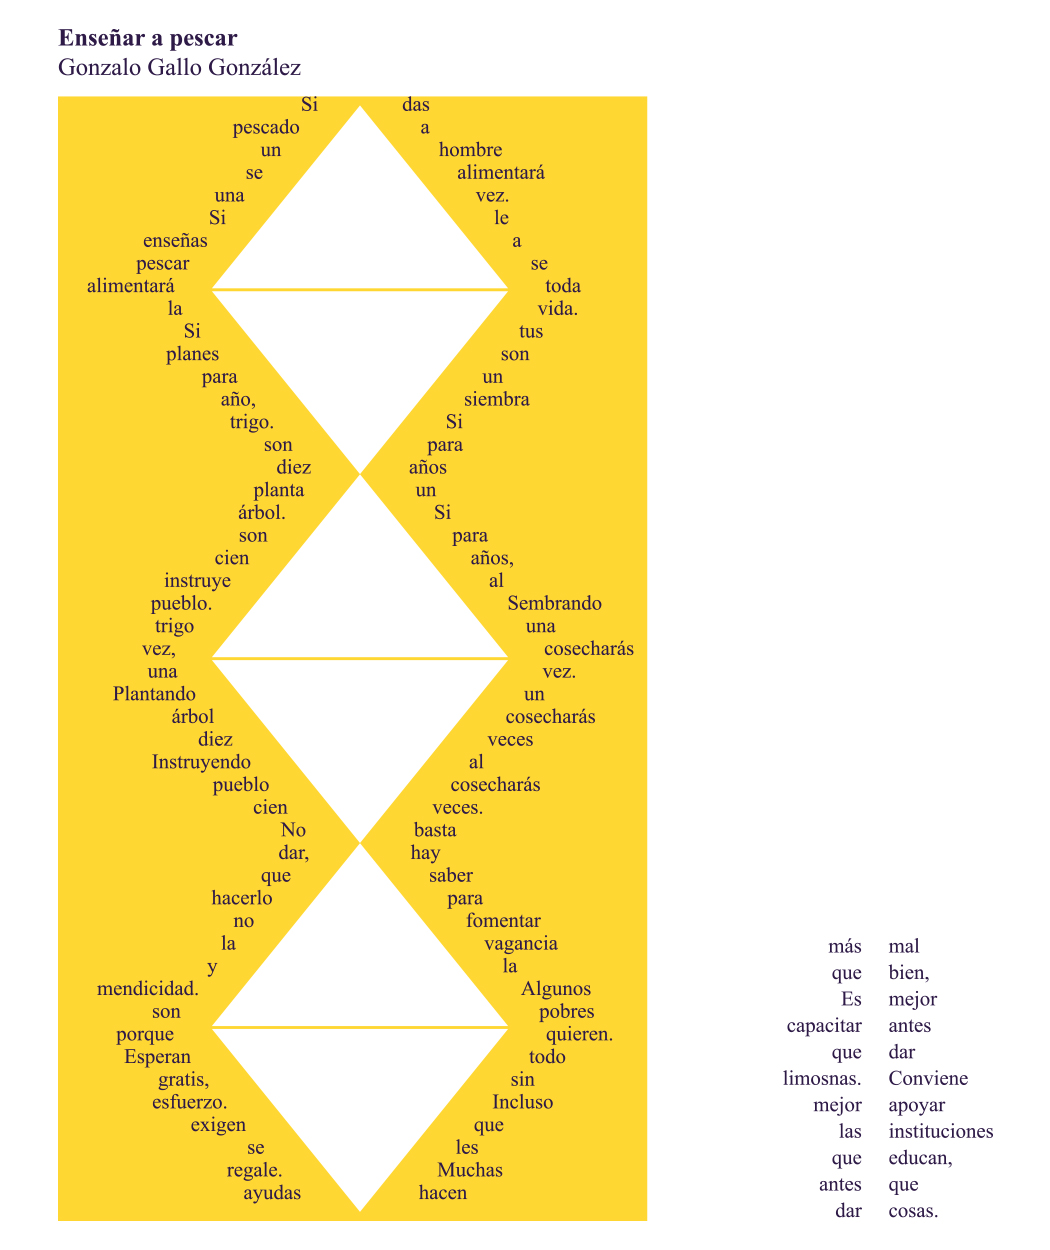 Enseñar a pescar
Gonzalo Gallo González
Si das
pescado a
un hombre
se alimentará
una vez.
Si le
enseñas a
pescar se
alimentará toda
la vida.
Si tus
planes son
para un
año, siembra
trigo. Si
son para
diez años
planta un
árbol. Si
son para
cien años,
instruye al
pueblo. Sembrando
trigo una
vez, cosecharás
una vez.
Plantando un
árbol cosecharás
diez veces
Instruyendo al
pueblo cosecharás
cien veces.
No basta
dar, hay
que saber
hacerlo para
no fomentar
la vagancia
y la
mendicidad. Algunos
son pobres
porque quieren.
Esperan todo
gratis, sin
esfuerzo. Incluso
exigen que
se les
regale. Muchas
ayudas hacen
más mal
que bien,
Es mejor
capacitar antes
que dar
limosnas. Conviene
mejor apoyar
las instituciones
que educan,
antes que
dar cosas.